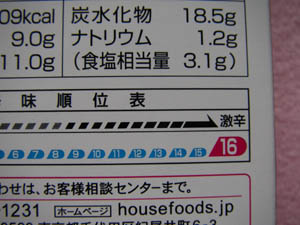 09kcal 炭水化物 18.5g
9.0g ナトリウム 1.2g
11.0g (食塩相当量 3.1g)
味順位表
激辛
6 7 8 9 10 11 12 13 14 15 16
わせは、お客様相談センターまで。
-1231 ホームページ housefoods.jp